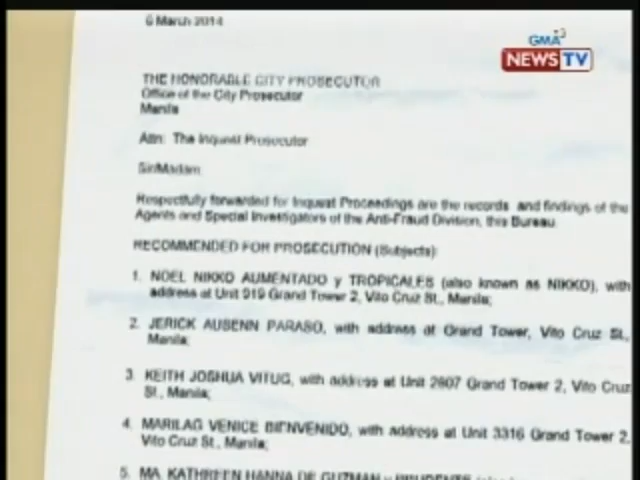 6 March 2014
GMA
NEWS TV
THE HONORABLE CITY PROSECUTOR
Office of the City Prosecutor
Manila
Attn: The Inquest Prosecutor
Sir/Madam
Respectfully forwarded for Inquest Proceedings are the records and findings of the
Agents and Special Investigators of the Anti-Fraud Division, this Bureau.
RECOMMENDED FOR PROSECUTION (Subjects):
1. NOEL NIKKO AUMENTADO y TROPICALES (also known as NIKKO), with
address at Unit 919 Grand Tower 2, Vito Cruz St., Manila;
2. JERICK AUSENN PARASO, with address at Grand Tower, Vito Cruz St.,
Manila;
3. KEITH JOSHUA VITUG, with address at Unit 2807 Grand Tower 2, Vito Cruz
St., Manila;
4. MARILAG VENICE BIENVENIDO, with address at Unit 3316 Grand Tower 2,
Vito Cruz St., Manila;
5. MA. KATHREEN HANNA DE GUZMAN y